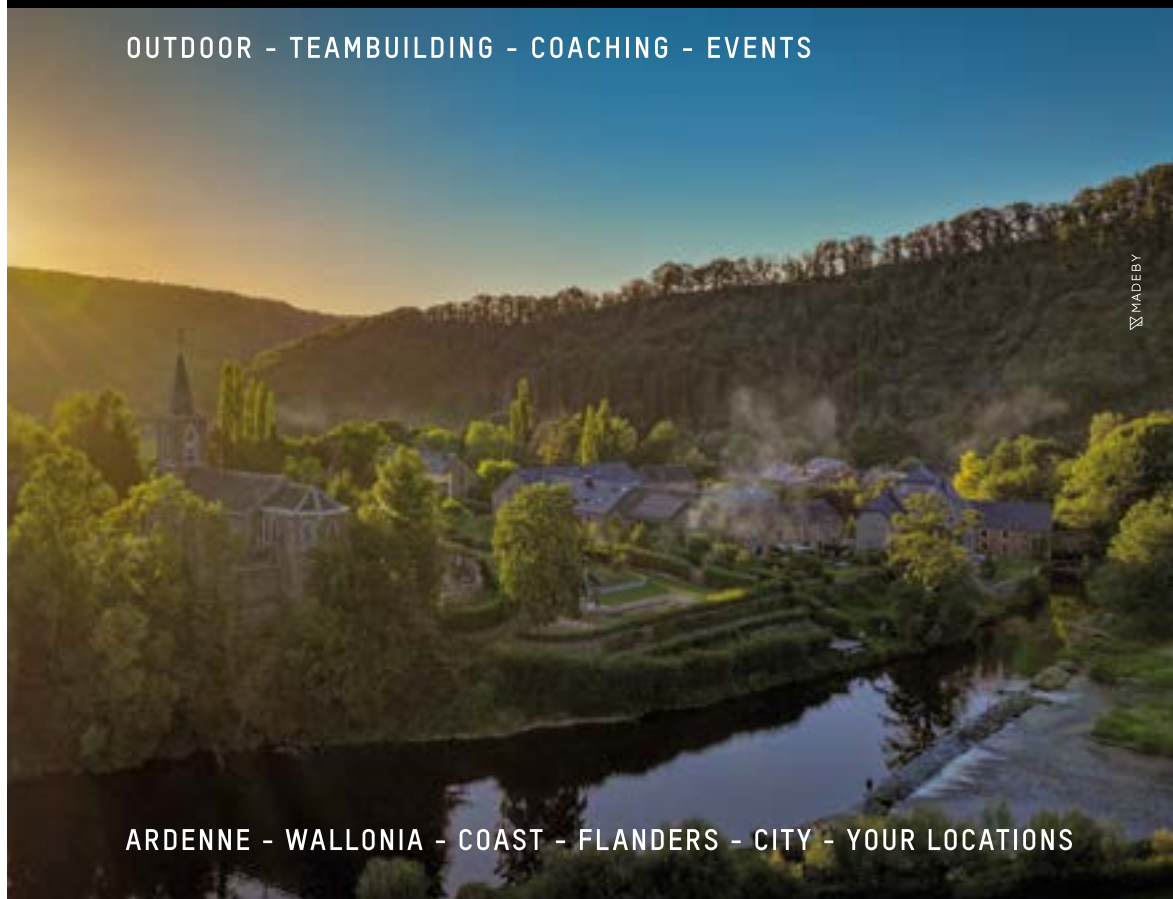 OUTDOOR - TEAMBUILDING - COACHING - EVENTS
MADEBY
ARDENNE - WALLONIA - COAST - FLANDERS - CITY - YOUR LOCATIONS